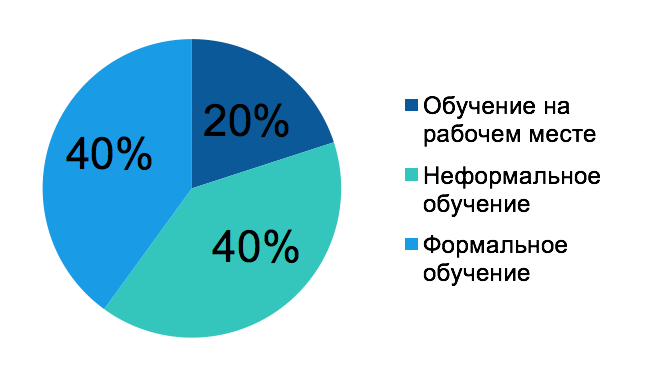 20%
40%
40%
Обучение на
рабочем месте
Неформальное
обучение
Формальное
обучение